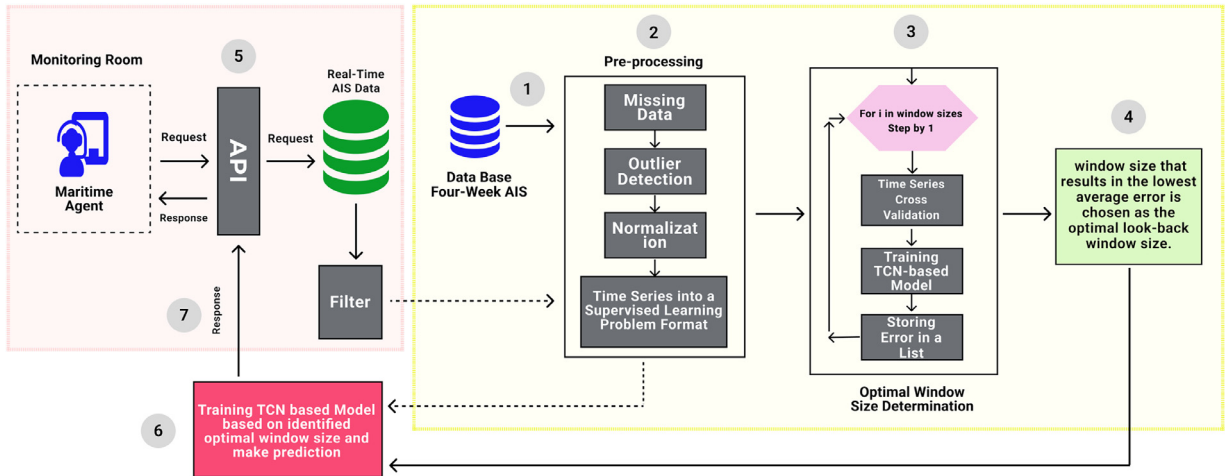 Monitoring Room
5
Real-Time
AIS Data
Request
API
Request
Maritime
Agent
Response
Filter
7
Response
1
Data Base
Four-Week AIS
2
Pre-processing
Missing
Data
Outlier
Detection
Normalizat
ion
Time Series into a
Supervised Learning
Problem Format
3
For i in window sizes
Step by 1
Time Series
Cross
Validation
Training
TCN-based
Model
Storing
Error in a
List
Optimal Window
Size Determination
4
window size that
results in the lowest
average error is
chosen as the
optimal look-back
window size.
6
Training TCN based Model
based on identified
optimal window size and
make prediction